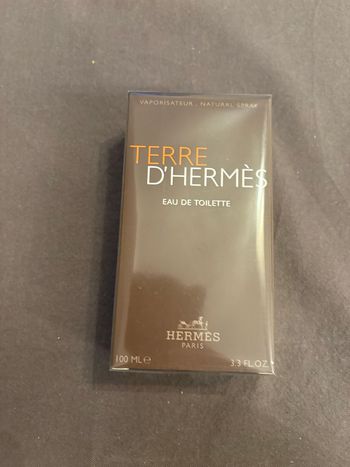 VAPORISATEUR . NATURAL SPRAY
TERRE
D'HERMÈS
EAU DE TOILETTE
HERMÈS
PARIS
100 ML ℮
3.3 FL.OZ.